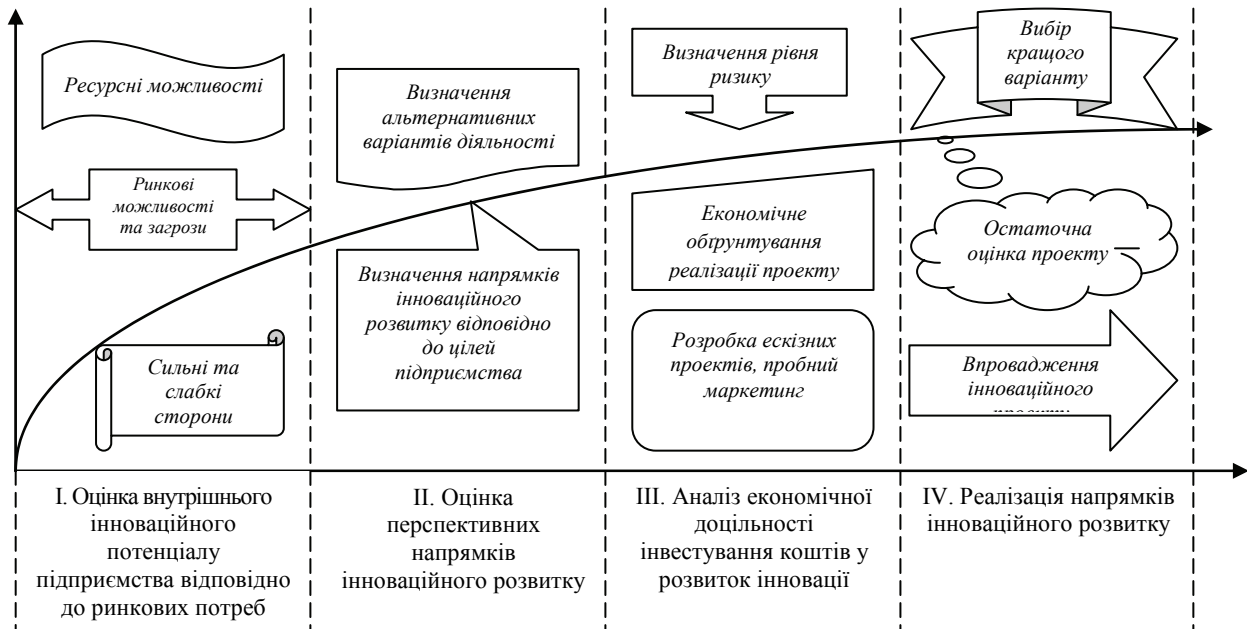 Ресурсні можливості
Ринкові
можливості
та загрози
Сильні та
слабкі
сторони
Визначення
альтернативних
варіантів діяльності
Визначення напрямків
інноваційного
розвитку відповідно
до цілей
підприємства
Визначення рівня
ризику
Економічне
обґрунтування
реалізації проекту
Розробка ескізних
проектів, пробний
маркетинг
Вибір
кращого
варіанту
Остаточна
оцінка проекту —
Впровадження
інноваційного
I. Оцінка внутрішнього
інноваційного
потенціалу
підприємства відповідно
до ринкових потреб
II. Оцінка
перспективних
напрямків
інноваційного розвитку
III. Аналіз економічної
доцільності
інвестування коштів у
розвиток інновації
IV. Реалізація напрямків
інноваційного розвитку